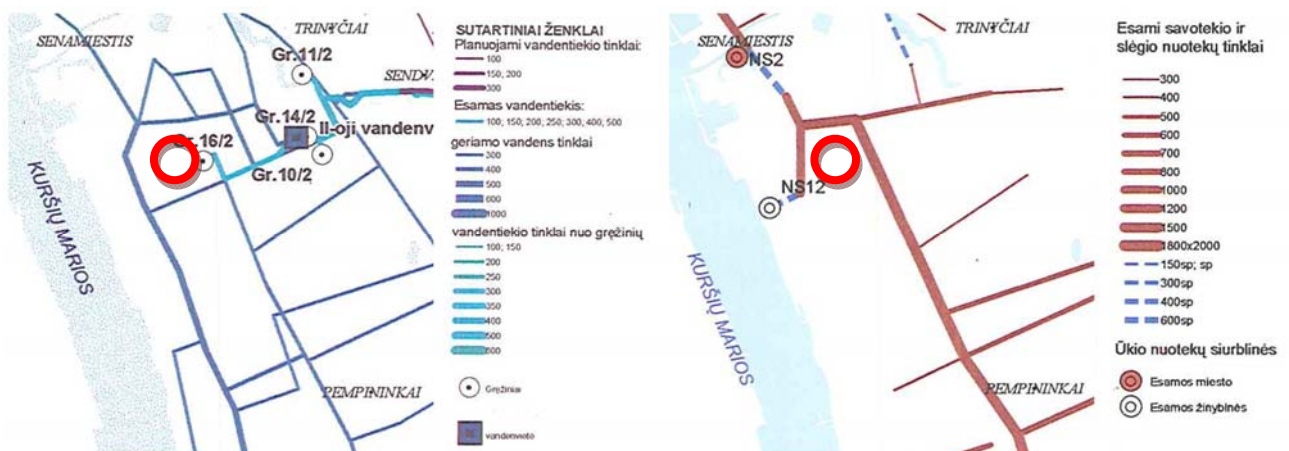 SENAMIESTIS
TRINYČIAI
Gr.11/2
SENDV
Gr.14/2
II-oji vandenv
Gr.16/2
Gr.10/2
KURŠIŲ MARIOS
PEMPININKAI
SUTARTINIAI ŽENKLAI
Planuojami vandentiekio tinklai:
100
150, 200
300
Esamas vandentiekis:
100; 150; 200; 250; 300; 400; 500
geriamo vandens tinklai
300
400
500
600
1000
vandentiekio tinklai nuo gręžinių
100; 150
200
250
300
350
400
500
600
Gręžiniai
vandenvietė
SENAMIESTIS
TRINYČIAI
NS2
NS12
KURŠIŲ MARIOS
PEMPININKAI
Esami savotekio ir
slėgio nuotekų tinklai
300
400
500
600
700
800
1000
1200
1500
1800x2000
150sp; sp
300sp
400sp
600sp
Ūkio nuotekų siurblinės
Esamos miesto
Esamos žinybinės